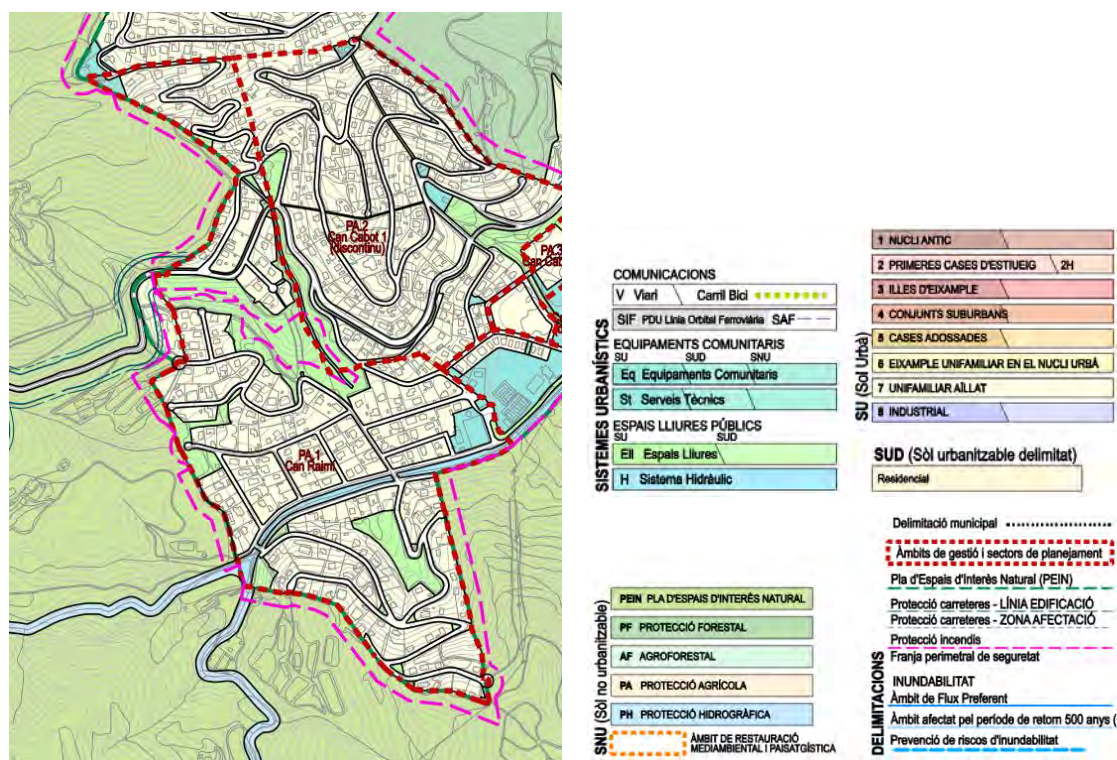 PA.2
Can Cabot 1
(discontinu)
PA.3
Can Cab
PA.1
Can Raimí
SISTEMES URBANÍSTICS
COMUNICACIONS
V Viari Carril Bici
SIF PDU Línia Orbital Ferroviària SAF
EQUIPAMENTS COMUNITARIS
SU SUD SNU
Eq Equipaments Comunitaris
St Serveis Tècnics
ESPAIS LLIURES PÚBLICS
SU SUD
Ell Espais Lliures
H Sistema Hidràulic
SU (Sòl Urbà)
1 NUCLI ANTIC
2 PRIMERES CASES D'ESTIUEIG 2H
3 ILLES D'EIXAMPLE
4 CONJUNTS SUBURBANS
5 CASES ADOSSADES
6 EIXAMPLE UNIFAMILIAR EN EL NUCLI URBÀ
7 UNIFAMILIAR AÏLLAT
8 INDUSTRIAL
SUD (Sòl urbanitzable delimitat)
Residencial
SNU (Sòl no urbanitzable)
PEIN PLA D'ESPAIS D'INTERÈS NATURAL
PF PROTECCIÓ FORESTAL
AF AGROFORESTAL
PA PROTECCIÓ AGRÍCOLA
PH PROTECCIÓ HIDROGRÀFICA
ÀMBIT DE RESTAURACIÓ
MEDIAMBIENTAL I PAISATGÍSTICA
DELIMITACIONS
Delimitació municipal
Àmbits de gestió i sectors de planejament
Pla d'Espais d'Interès Natural (PEIN)
Protecció carreteres - LÍNIA EDIFICACIÓ
Protecció carreteres - ZONA AFECTACIÓ
Protecció incendis
Franja perimetral de seguretat
INUNDABILITAT
Àmbit de Flux Preferent
Àmbit afectat pel període de retorn 500 anys (
Prevenció de riscos d'inundabilitat